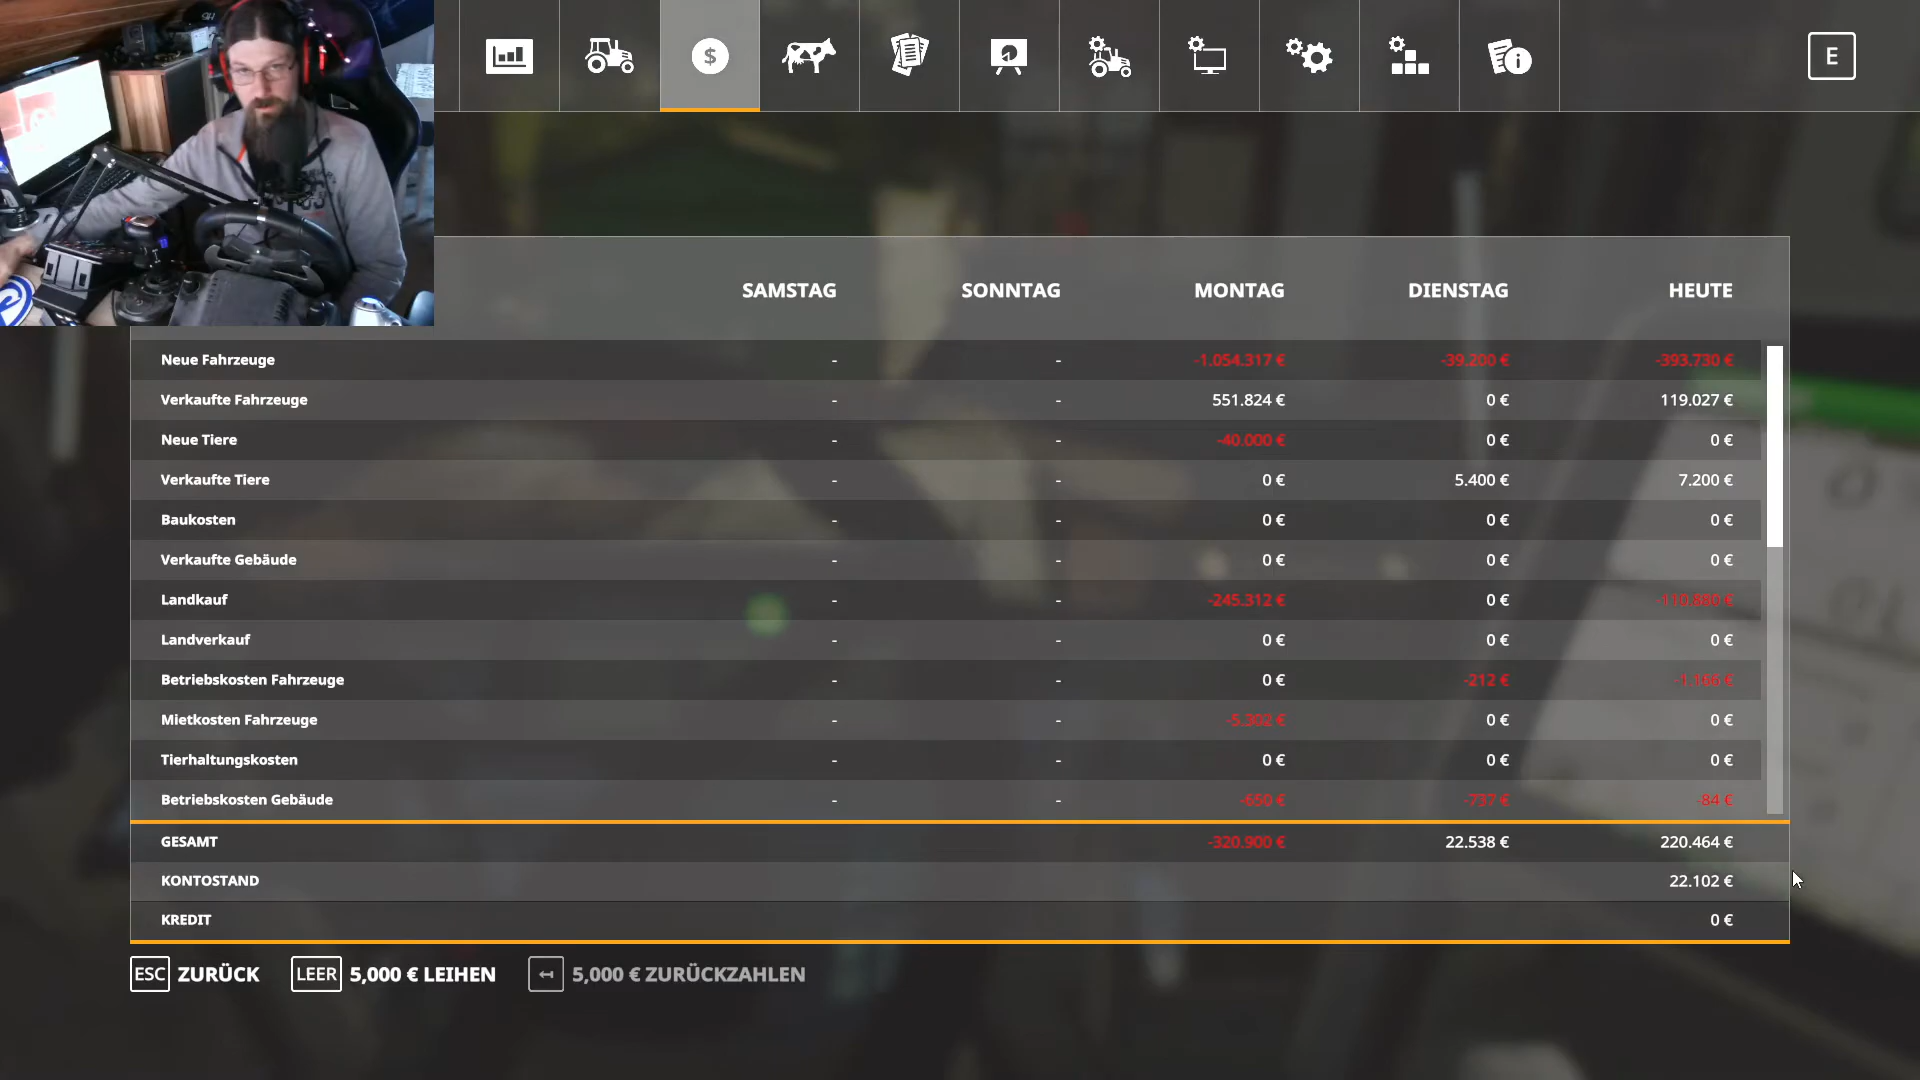 E
SAMSTAG SONNTAG MONTAG DIENSTAG HEUTE
Neue Fahrzeuge - - -1.054.317 € -39.200 € -393.730 €
Verkaufte Fahrzeuge - - 551.824 € 0 € 119.027 €
Neue Tiere - - -40.000 € 0 € 0 €
Verkaufte Tiere - - 0 € 5.400 € 7.200 €
Baukosten - - 0 € 0 € 0 €
Verkaufte Gebäude - - 0 € 0 € 0 €
Landkauf - - -245.312 € 0 € -110.880 €
Landverkauf - - 0 € 0 € 0 €
Betriebskosten Fahrzeuge - - 0 € -212 € -1.166 €
Mietkosten Fahrzeuge - - -5.302 € 0 € 0 €
Tierhaltungskosten - - 0 € 0 € 0 €
Betriebskosten Gebäude - - -650 € -737 € -84 €
GESAMT -320.900 € 22.538 € 220.464 €
KONTOSTAND 22.102 €
KREDIT 0 €
ESC ZURÜCK LEER 5,000 € LEIHEN 5,000 € ZURÜCKZAHLEN